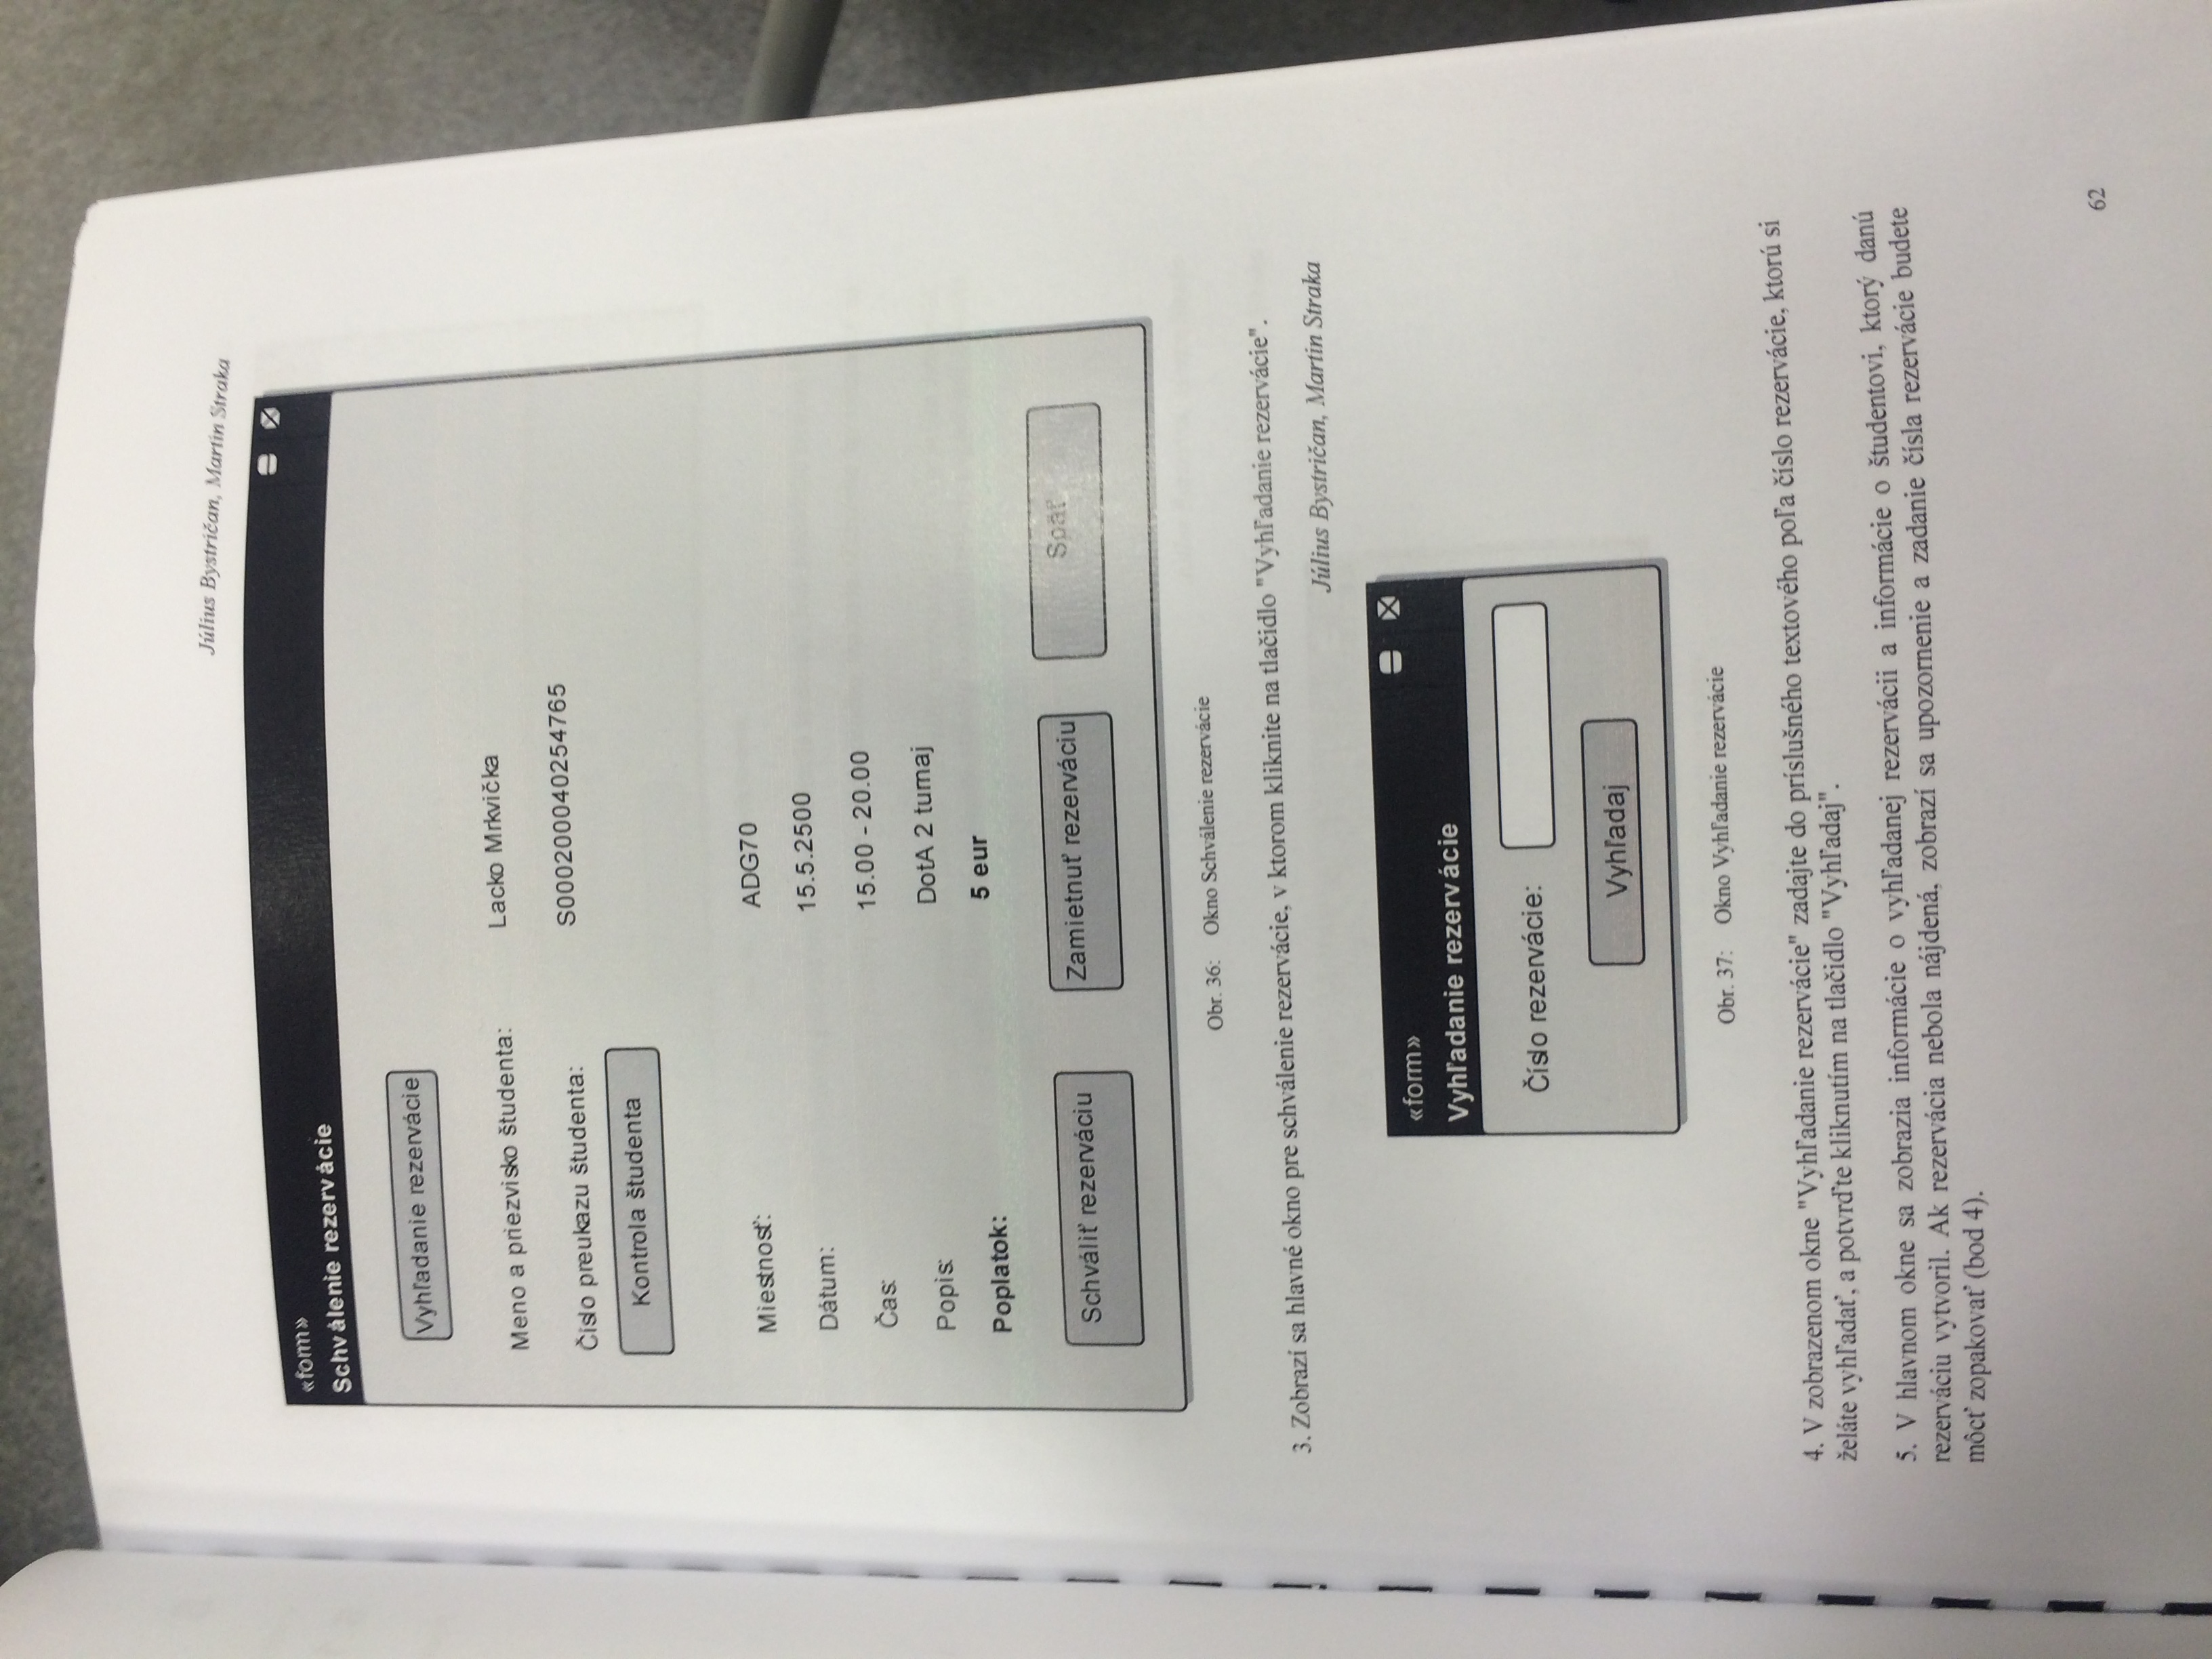 Július Bystričan, Martin Straka
«form»
Schválenie rezervácie
Vyhľadanie rezervácie
Meno a priezvisko študenta: Lacko Mrkvička
Číslo preukazu študenta: S000200040254765
Kontrola študenta
Miestnosť: ADG70
Dátum: 15.5.2500
Čas: 15.00 - 20.00
Popis: DotA 2 turnaj
Poplatok: 5 eur
Schváliť rezerváciu Zamietnuť rezerváciu Späť
Obr. 36: Okno Schválenie rezervácie
3. Zobrazí sa hlavné okno pre schválenie rezervácie, v ktorom kliknite na tlačidlo "Vyhľadanie rezervácie".
Július Bystričan, Martin Straka
«form»
Vyhľadanie rezervácie
Číslo rezervácie:
Vyhľadaj
Obr. 37: Okno Vyhľadanie rezervácie
4. V zobrazenom okne "Vyhľadanie rezervácie" zadajte do príslušného textového poľa číslo rezervácie, ktorú si
želáte vyhľadať, a potvrďte kliknutím na tlačidlo "Vyhľadaj".
5. V hlavnom okne sa zobrazia informácie o vyhľadanej rezervácii a informácie o študentovi, ktorý danú
rezerváciu vytvoril. Ak rezervácia nebola nájdená, zobrazí sa upozornenie a zadanie čísla rezervácie budete
môcť zopakovať (bod 4).
62